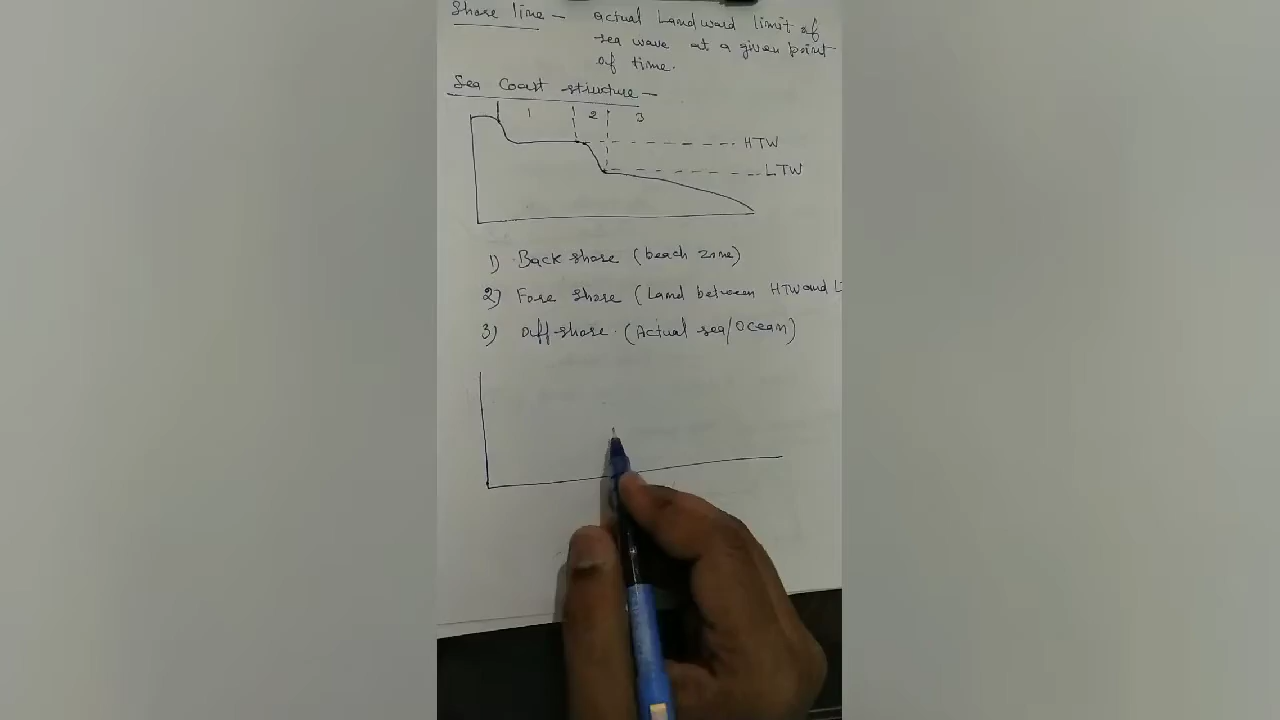 Shore line - actual Landward limit of
sea wave at a given point
of time.
Sea Coast structure -
1 2 3
HTW
LTW
1) Back shore (beach zone)
2) Fore shore (Land between HTW and L
3) Off shore. (Actual sea/Ocean)